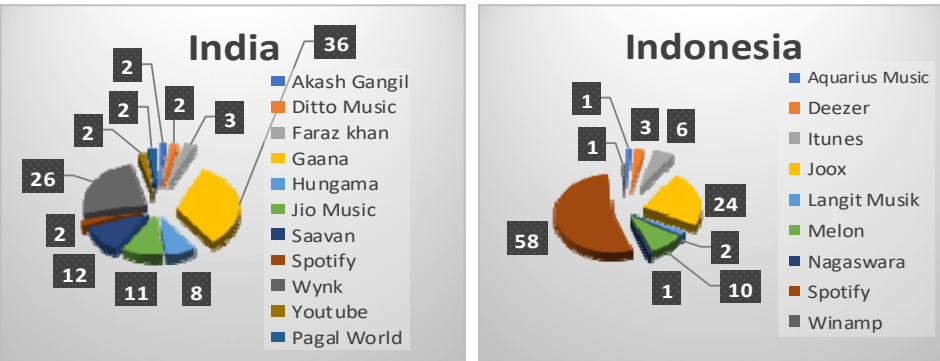 India
36
2
2
2
3
2
26
2
12
11
8
Akash Gangil
Ditto Music
Faraz khan
Gaana
Hungama
Jio Music
Saavan
Spotify
Wynk
Youtube
Pagal World
Indonesia
1
3
6
1
24
58
2
10
1
Aquarius Music
Deezer
Itunes
Joox
Langit Musik
Melon
Nagaswara
Spotify
Winamp